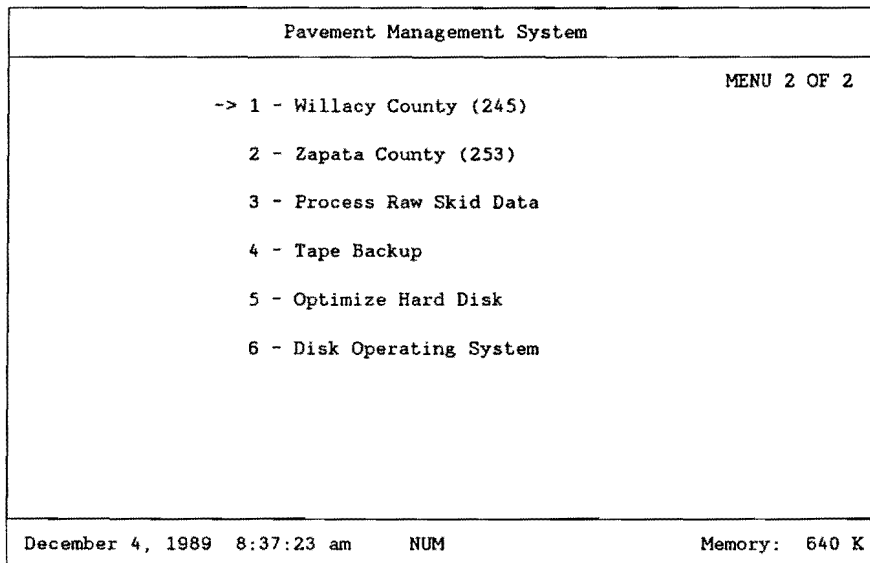 Pavement Management System
MENU 2 OF 2
-> 1 - Willacy County (245)
2 - Zapata County (253)
3 - Process Raw Skid Data
4 - Tape Backup
5 - Optimize Hard Disk
6 - Disk Operating System
December 4, 1989 8:37:23 am NUM Memory: 640 K